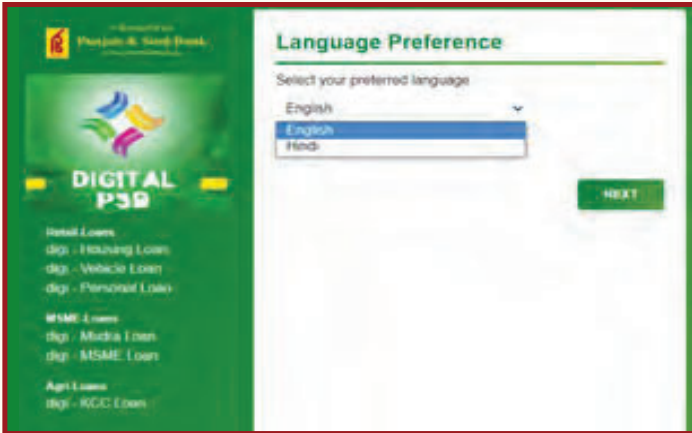 Punjab & Sind Bank
DIGITAL
PSB
Retail Loans
digi - Housing Loan
digi - Vehicle Loan
digi - Personal Loan
MSME Loans
digi - Mudra Loan
digi - MSME Loan
Agri Loans
digi - KCC Loan
Language Preference
Select your preferred language
English
English
Hindi
NEXT